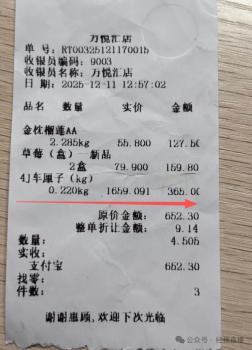 万悦汇店
单 号: RT0032512117001b
收银员编码: 9003
收银员名称: 万悦汇店
日期: 2025-12-11 12:57:02
品名 数量 实价 金额
金枕榴莲AA
2.285kg 55.800 127.50
草莓（盒）—新品
2盒 79.900 159.80
4J车厘子（kg）
0.220kg 1659.091 365.00
原价金额: 652.30
整单折让金额: 9.14
数量: 4.505
实收:
支付宝 652.30
找零:
件数: 3
谢谢惠顾,欢迎下次光临
公众号·经视直播